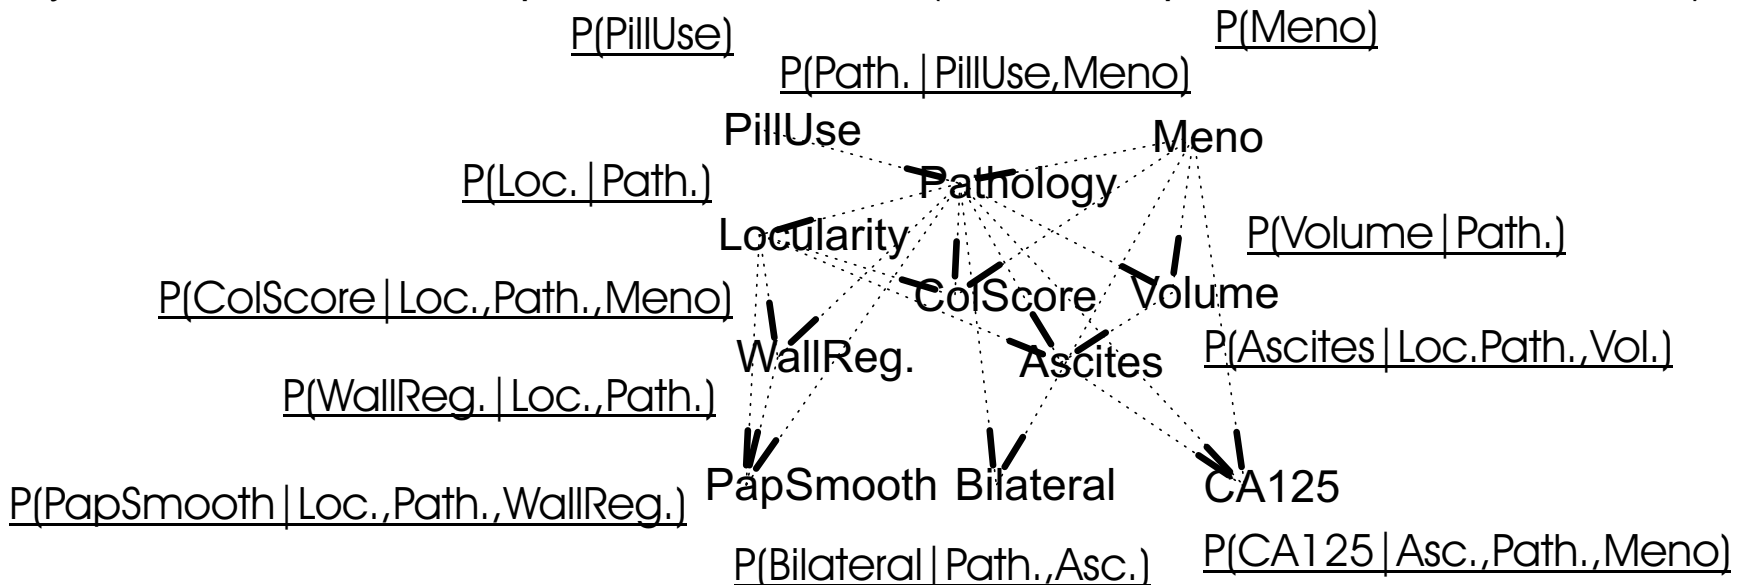 P(PillUse)
P(Meno)
P(Path.|PillUse,Meno)
PillUse
Meno
P(Loc.|Path.)
Pathology
Locularity
P(Volume|Path.)
P(ColScore|Loc.,Path.,Meno)
ColScore
Volume
WallReg.
Ascites
P(Ascites|Loc.Path.,Vol.)
P(WallReg.|Loc.,Path.)
PapSmooth
Bilateral
CA125
P(PapSmooth|Loc.,Path.,WallReg.)
P(Bilateral|Path.,Asc.)
P(CA125|Asc.,Path.,Meno)